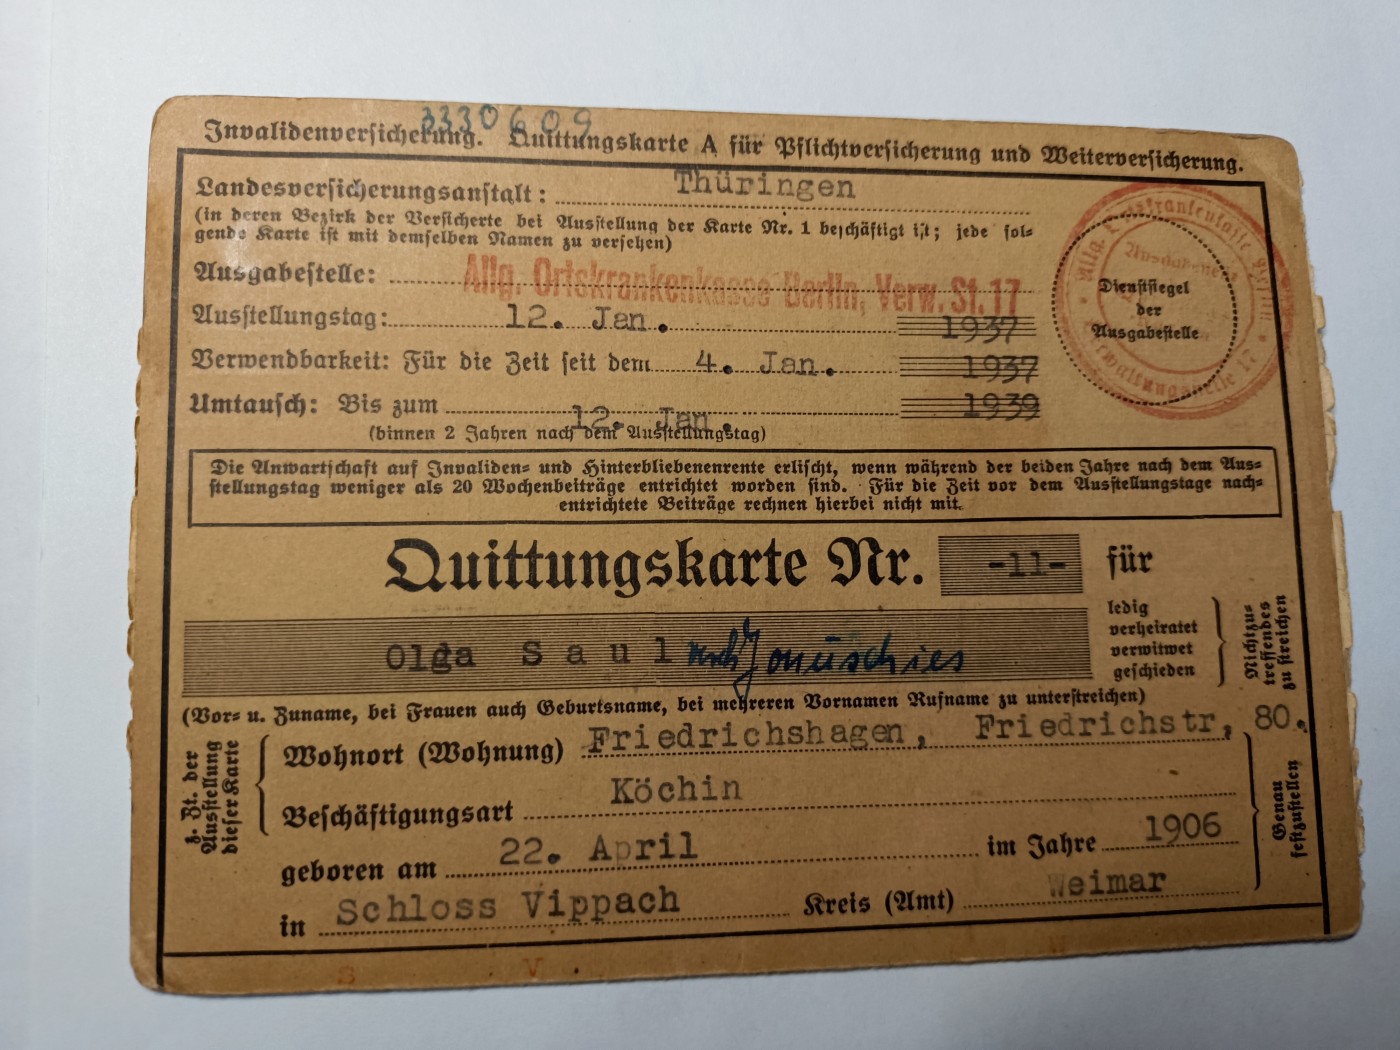 3330609
Invalidenversicherung. Quittungskarte A für Pflichtversicherung und Weiterversicherung.
Landesversicherungsanstalt: Thüringen
(in deren Bezirk der Versicherte bei Ausstellung der Karte Nr. 1 beschäftigt ist; jede fol-
gende Karte ist mit demselben Namen zu versehen)
Ausgabestelle: Allg. Ortskrankenkasse Berlin, Verw. St. 17
Ausstellungstag: 12. Jan. 1937
Verwendbarkeit: Für die Zeit seit dem 4. Jan. 1937
Umtausch: Bis zum 12. Jan. 1939
(binnen 2 Jahren nach dem Ausstellungstag)
Dienstsiegel
der
Ausgabestelle
Die Anwartschaft auf Invaliden- und Hinterbliebenenrente erlischt, wenn während der beiden Jahre nach dem Aus-
stellungstag weniger als 20 Wochenbeiträge entrichtet worden sind. Für die Zeit vor dem Ausstellungstage nach-
entrichtete Beiträge rechnen hierbei nicht mit.
Quittungskarte Nr. -11- für
Olga Saul Jonuschies
ledig
verheiratet
verwitwet
geschieden
Nichtzu-
treffendes
zu streichen
(Vor- u. Zuname, bei Frauen auch Geburtsname, bei mehreren Vornamen Rufname zu unterstreichen)
z. Zt. der
Ausstellung
dieser Karte
Wohnort (Wohnung) Friedrichshagen, Friedrichstr, 80.
Beschäftigungsart Köchin
geboren am 22. April im Jahre 1906
in Schloss Vippach Kreis (Amt) Weimar
Genau
festzustellen
S V